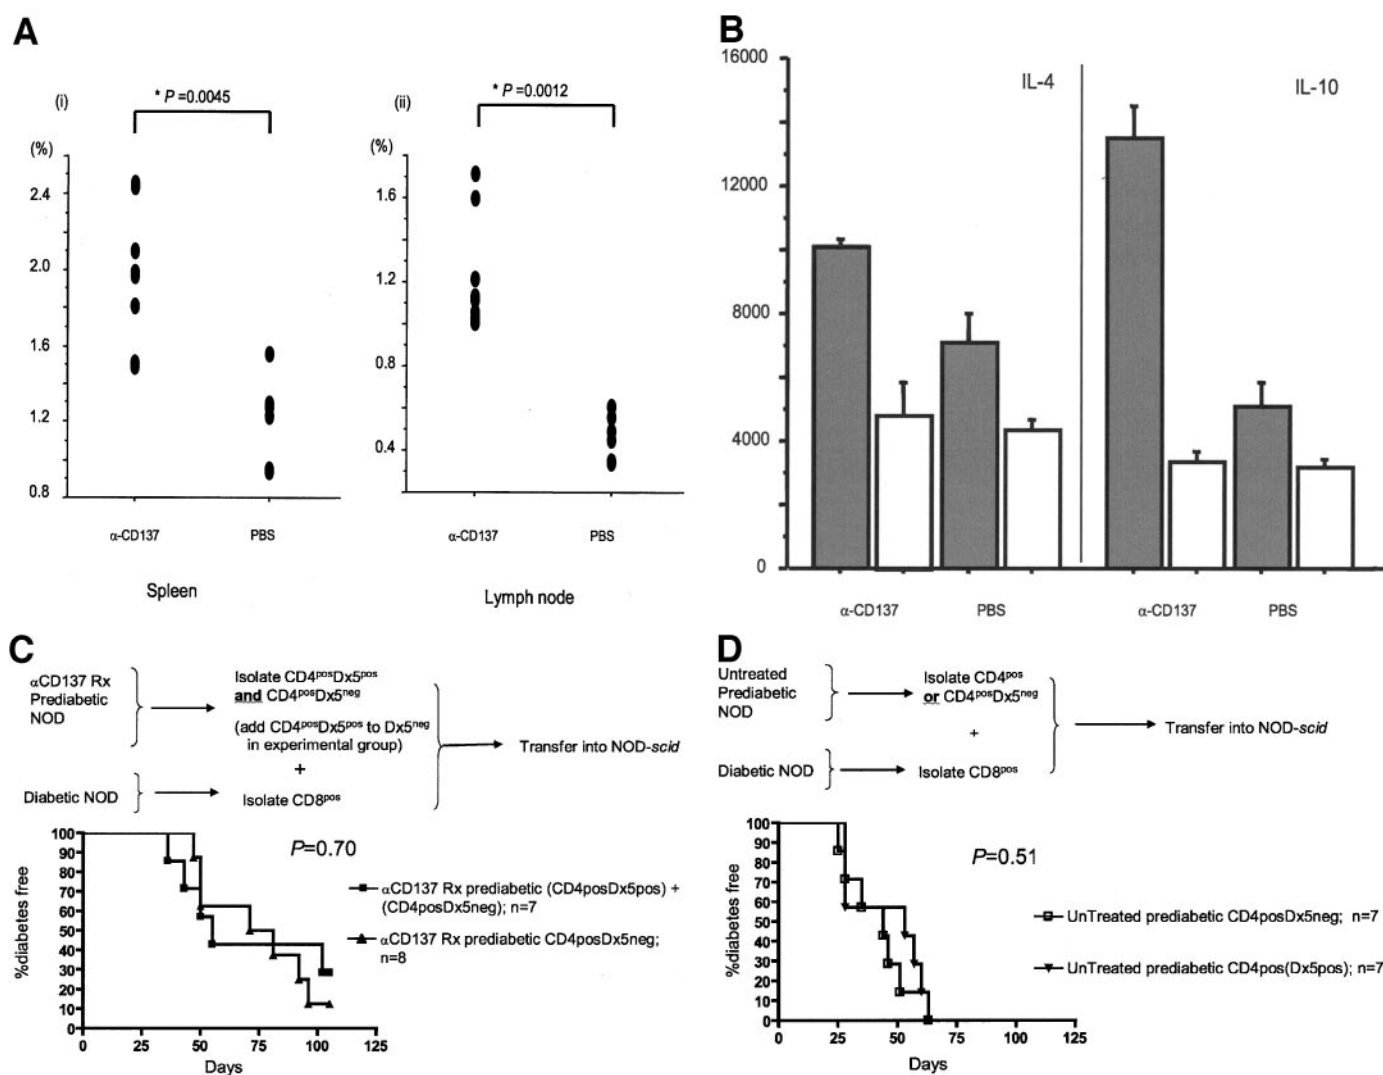 A
(i)
* P =0.0045
(%)
2.4
2.0
1.6
1.2
0.8
α-CD137
PBS
Spleen
(ii)
* P =0.0012
(%)
1.6
1.2
0.8
0.4
α-CD137
PBS
Lymph node
B
16000
12000
8000
4000
0
IL-4
IL-10
α-CD137
PBS
α-CD137
PBS
C
αCD137 Rx
Prediabetic
NOD
Isolate CD4posDx5pos
and CD4posDx5neg
(add CD4posDx5pos to Dx5neg
in experimental group)
+
Diabetic NOD
Isolate CD8pos
Transfer into NOD-scid
%diabetes free
100
90
80
70
60
50
40
30
20
10
0
0 25 50 75 100 125
Days
P=0.70
αCD137 Rx prediabetic (CD4posDx5pos) +
(CD4posDx5neg); n=7
αCD137 Rx prediabetic CD4posDx5neg;
n=8
D
Untreated
Prediabetic
NOD
Isolate CD4pos
or CD4posDx5neg
+
Diabetic NOD
Isolate CD8pos
Transfer into NOD-scid
%diabetes free
100
90
80
70
60
50
40
30
20
10
0
0 25 50 75 100 125
Days
P=0.51
UnTreated prediabetic CD4posDx5neg; n=7
UnTreated prediabetic CD4pos(Dx5pos); n=7